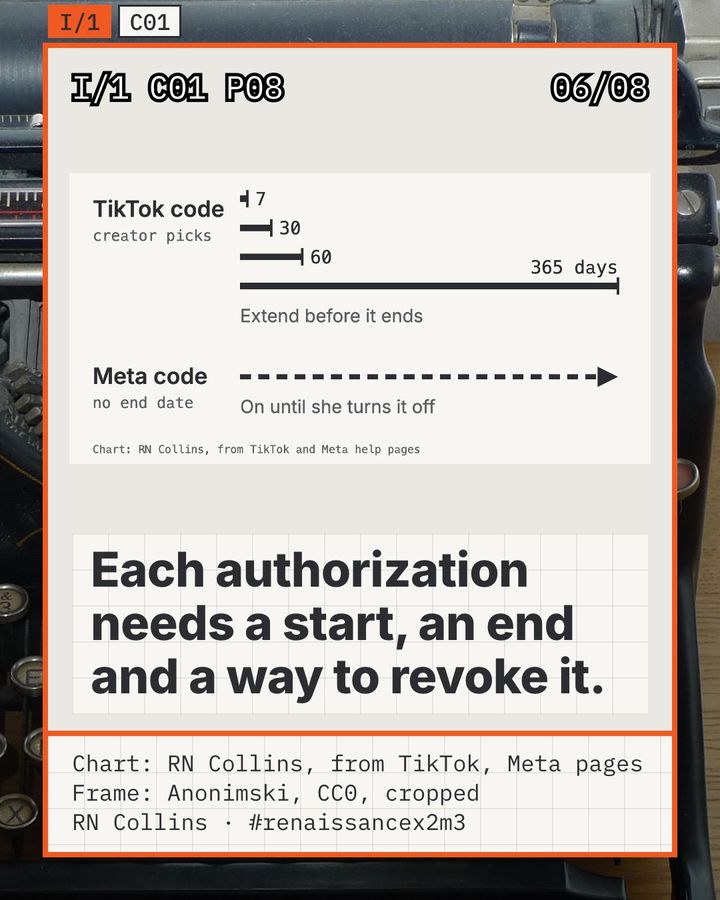 I/1 C01
I/1 C01 P08 06/08
TikTok code
creator picks
7
30
60
365 days
Extend before it ends
Meta code
no end date
On until she turns it off
Chart: RN Collins, from TikTok and Meta help pages
Each authorization
needs a start, an end
and a way to revoke it.
Chart: RN Collins, from TikTok, Meta pages
Frame: Anonimski, CC0, cropped
RN Collins · #renaissancex2m3
X